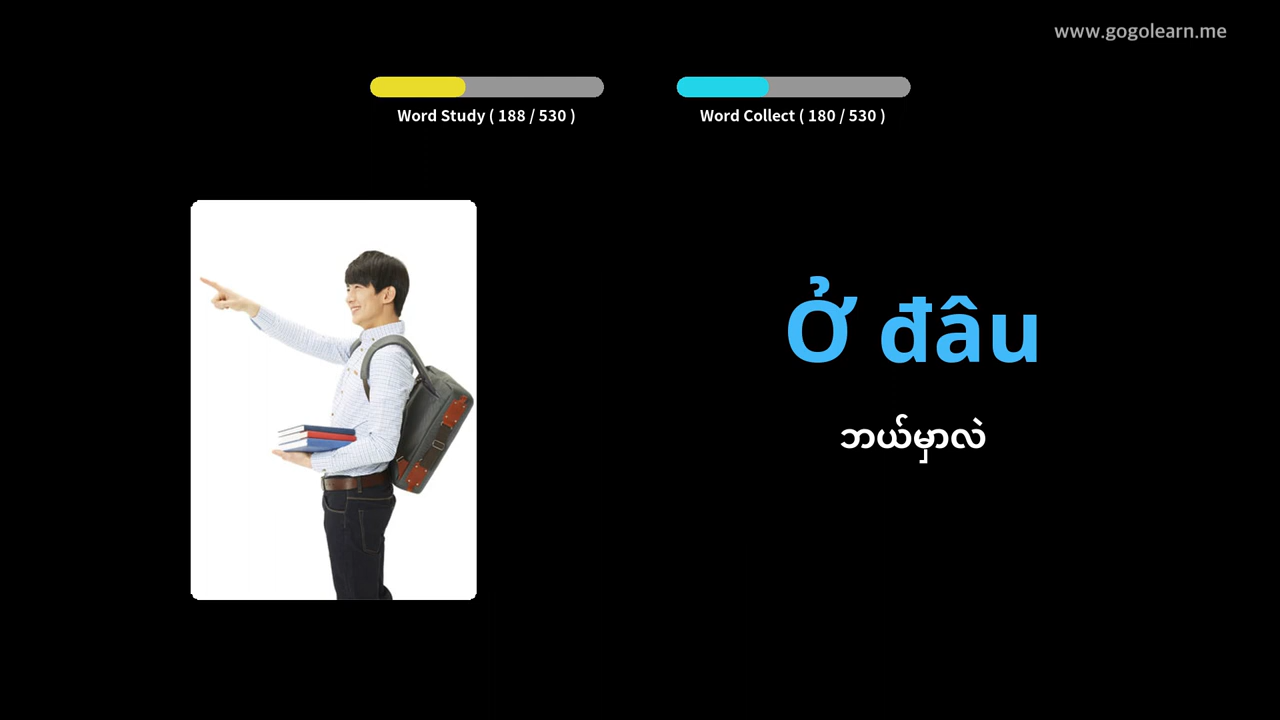 www.gogolearn.me
Word Study ( 188 / 530 )
Word Collect ( 180 / 530 )
Ở đâu
ဘယ်မှာလဲ